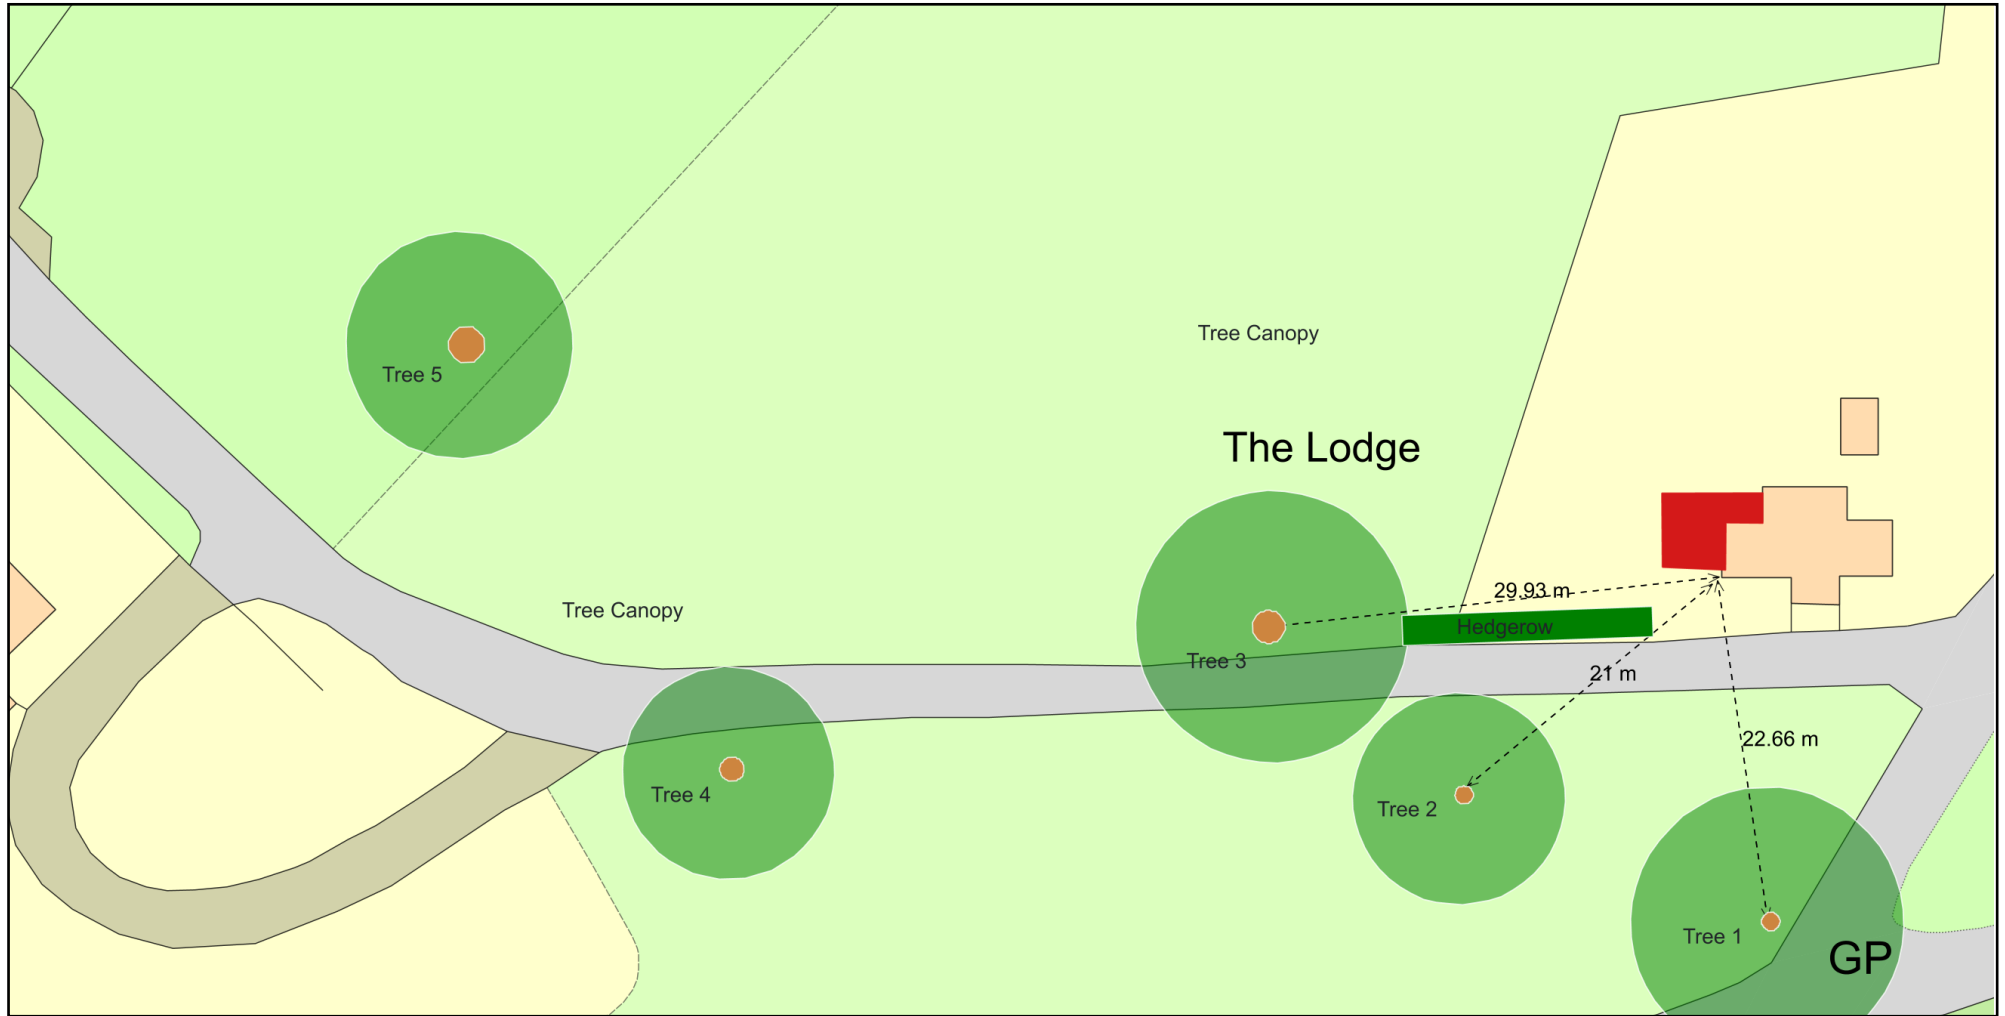 Tree Canopy
Tree 5
The Lodge
29.93 m
Tree Canopy
Hedgerow
Tree 3
21 m
22.66 m
Tree 4
Tree 2
Tree 1
GP